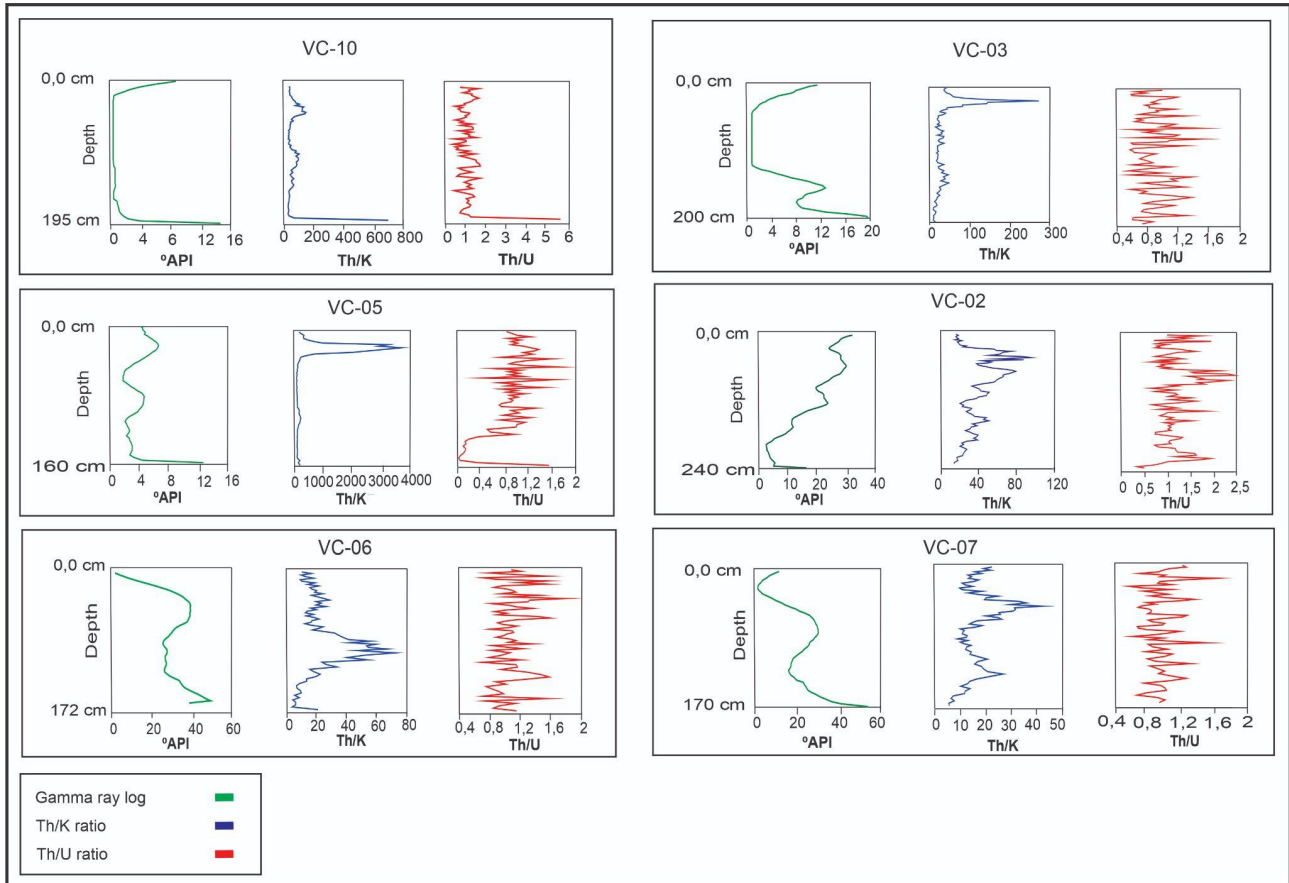 VC-10
0,0 cm
Depth
195 cm
0 4 6 12 16
ºAPI
0 200 400 600 800
Th/K
0 1 2 3 4 5 6
Th/U
VC-03
0,0 cm
Depth
200 cm
0 4 8 12 16 20
ºAPI
0 100 200 300
Th/K
0,4 0,8 1,2 1,6 2
Th/U
VC-05
0,0 cm
Depth
160 cm
0 4 8 12 16
ºAPI
0 1000 2000 3000 4000
Th/K
0 0,4 0,8 1,2 1,6 2
Th/U
VC-02
0,0 cm
Depth
240 cm
0 10 20 30 40
ºAPI
0 40 80 120
Th/K
0 0,5 1 1,5 2 2,5
Th/U
VC-06
0,0 cm
Depth
172 cm
0 20 40 60
ºAPI
0 20 40 60 80
Th/K
0,4 0,8 1,2 1,6 2
Th/U
VC-07
0,0 cm
Depth
170 cm
0 20 40 60
ºAPI
0 10 20 30 40 50
Th/K
0,4 0,8 1,2 1,6 2
Th/U
Gamma ray log
Th/K ratio
Th/U ratio